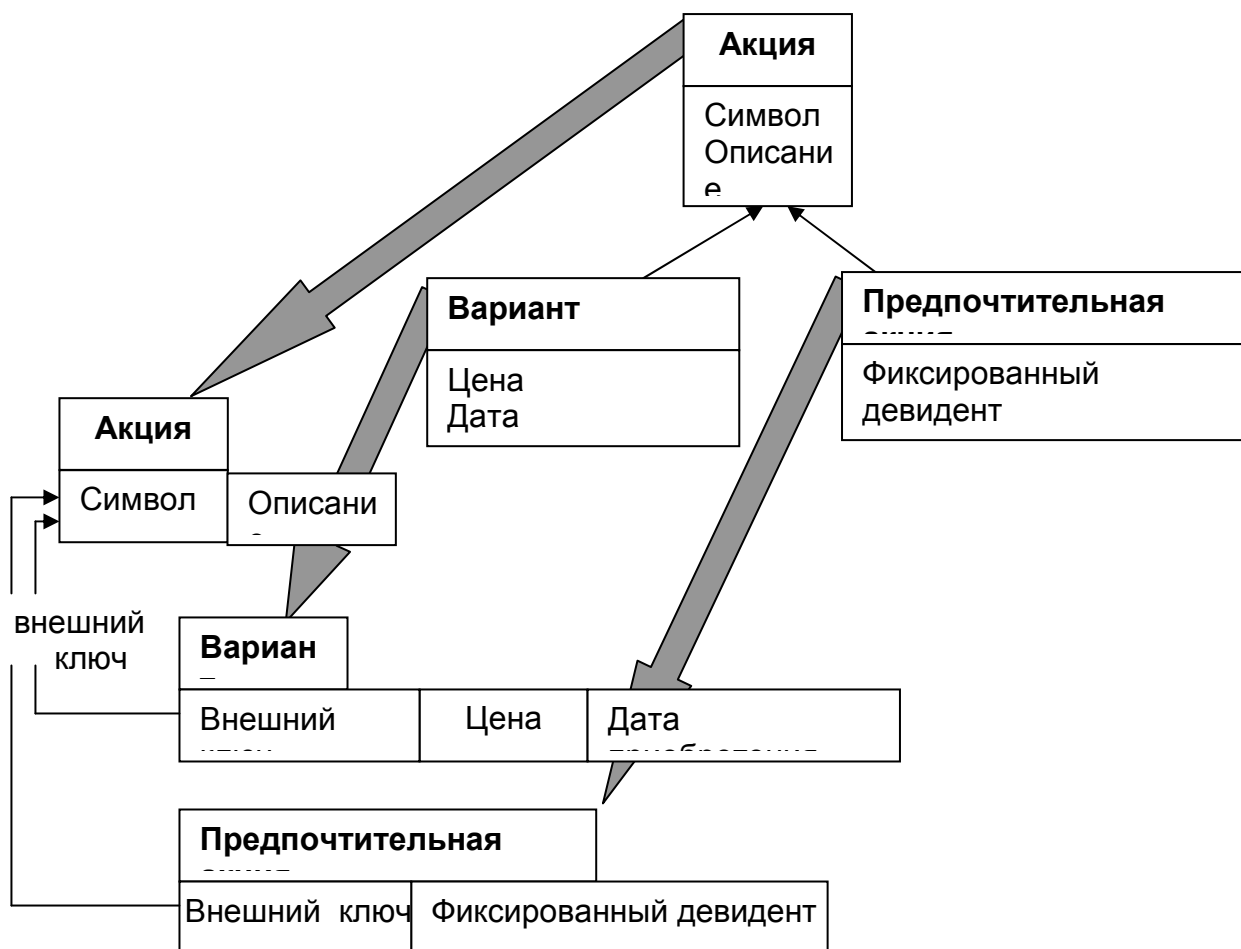 Акция
Символ
Описани
е
Вариант
Цена
Дата
Предпочтительная
Фиксированный
девидент
Акция
Символ
Описани
внешний
ключ
Вариан
Внешний
Цена
Дата
Предпочтительная
Внешний ключ
Фиксированный девидент